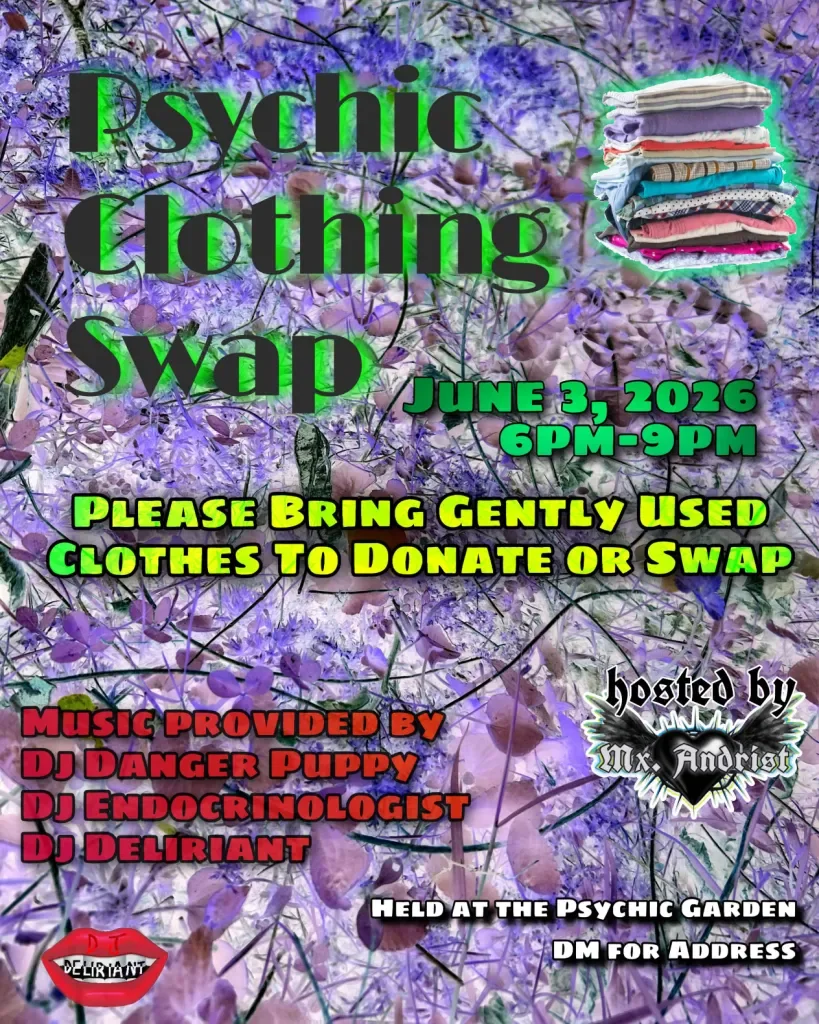 Psychic
Clothing
Swap
June 3, 2026
6pm-9pm
Please Bring Gently Used
Clothes To Donate or Swap
hosted by
Mx. Andrist
Music provided by
DJ Danger Puppy
DJ Endocrinologist
DJ Deliriant
Held at the Psychic Garden
DM for Address
D T
DELIRIANT